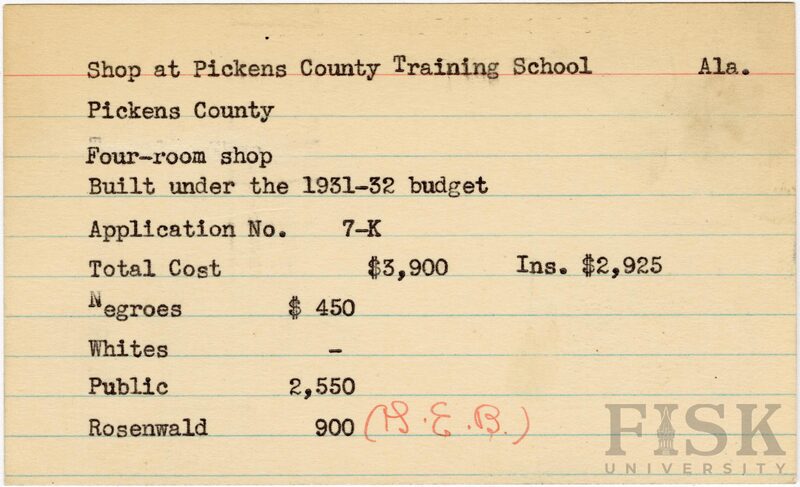 Shop at Pickens County Training School Ala.
Pickens County
Four-room shop
Built under the 1931-32 budget
Application No. 7-K
Total Cost $3,900 Ins. $2,925
Negroes $ 450
Whites -
Public 2,550
Rosenwald 900 (G.E.B.)
FISK
UNIVERSITY